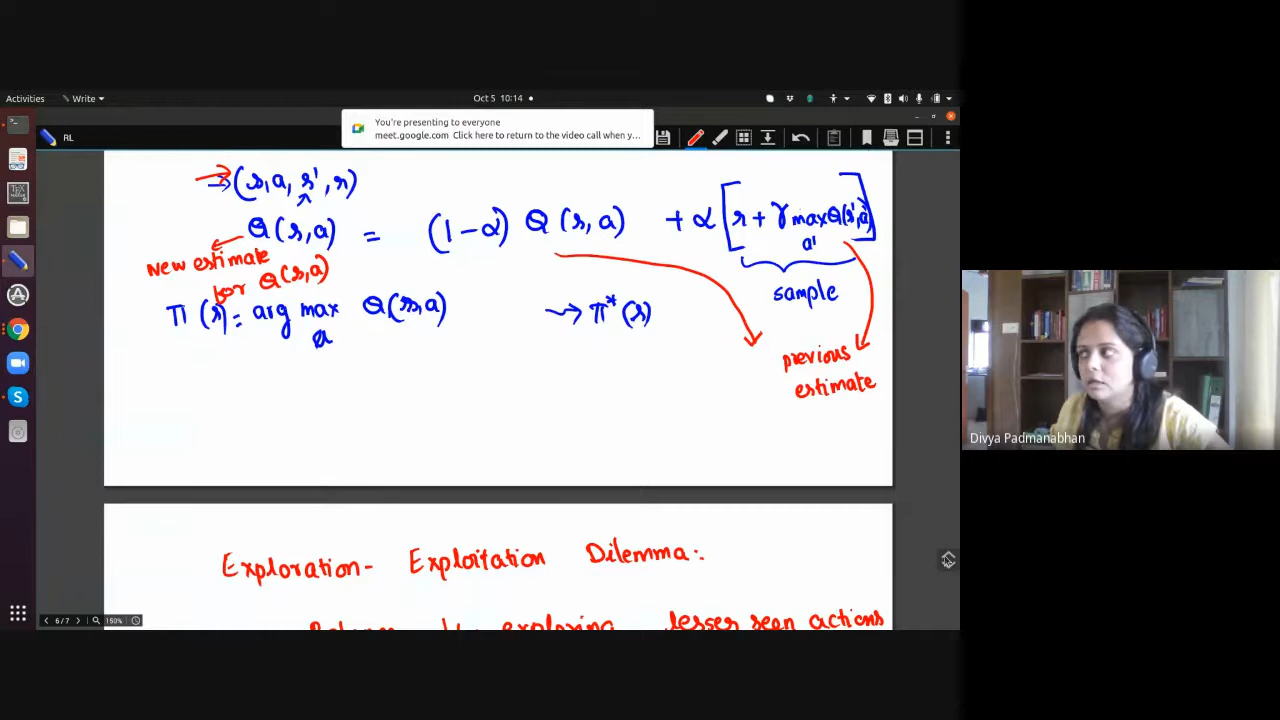 Activities Write Oct 5 10:14
You're presenting to everyone
meet.google.com Click here to return to the video call when y...
RL
→ (s, a, s', r)
Q(s, a) = (1-α) Q(s, a) + α [r + γ max Q(s', a')]
a'
New estimate
for Q(s, a)
sample
π(s) = arg max Q(s, a) → π*(s)
a
previous
estimate
Divya Padmanabhan
Exploration- Exploitation Dilemma:
exploring lesser seen actions
6/7 150%